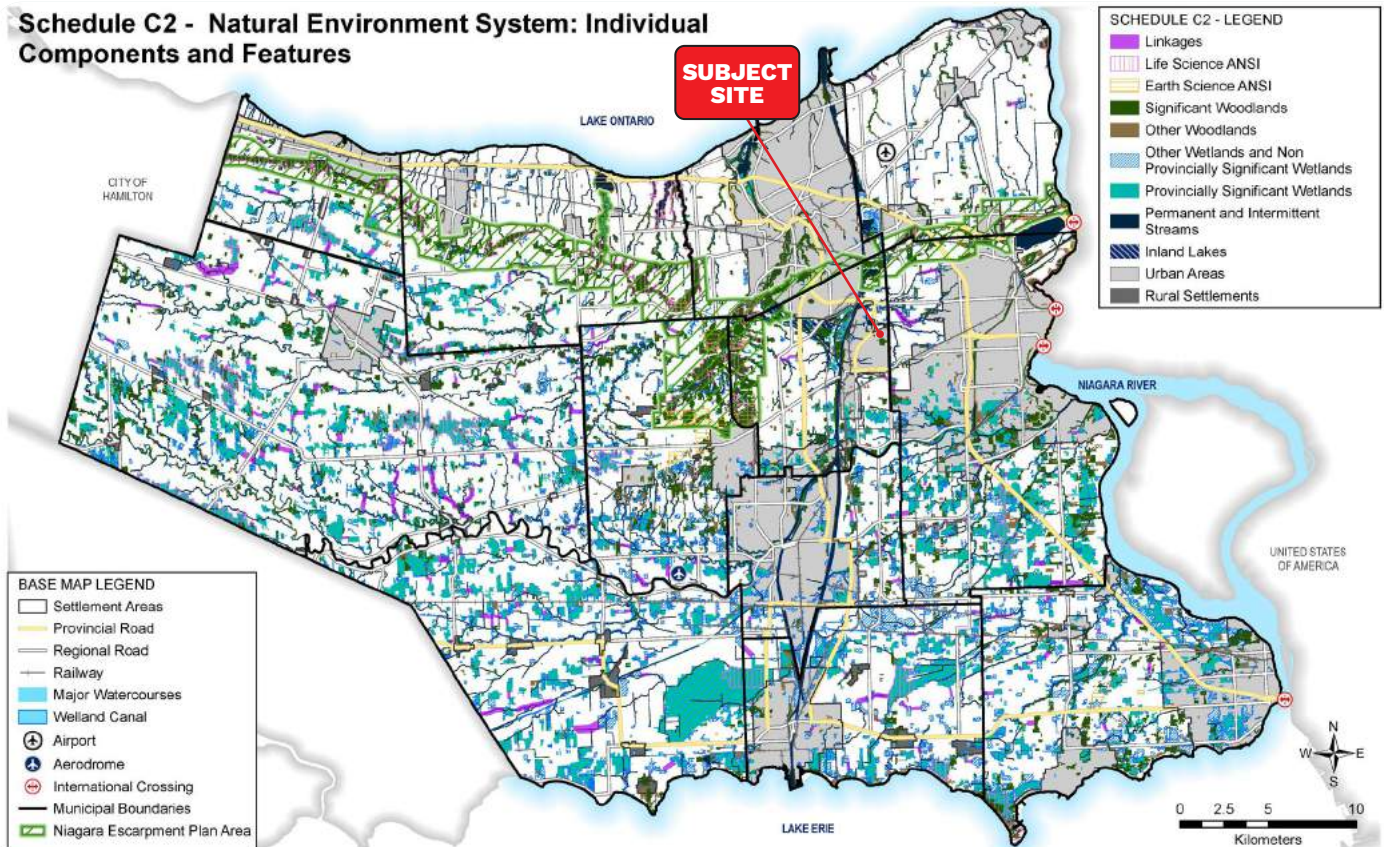 Schedule C2 - Natural Environment System: Individual
Components and Features
SUBJECT
SITE
LAKE ONTARIO
CITY OF
HAMILTON
NIAGARA RIVER
UNITED STATES
OF AMERICA
LAKE ERIE
SCHEDULE C2 - LEGEND
Linkages
Life Science ANSI
Earth Science ANSI
Significant Woodlands
Other Woodlands
Other Wetlands and Non
Provincially Significant Wetlands
Provincially Significant Wetlands
Permanent and Intermittent
Streams
Inland Lakes
Urban Areas
Rural Settlements
BASE MAP LEGEND
Settlement Areas
Provincial Road
Regional Road
Railway
Major Watercourses
Welland Canal
Airport
Aerodrome
International Crossing
Municipal Boundaries
Niagara Escarpment Plan Area
N
W E
S
0 2.5 5 10
Kilometers